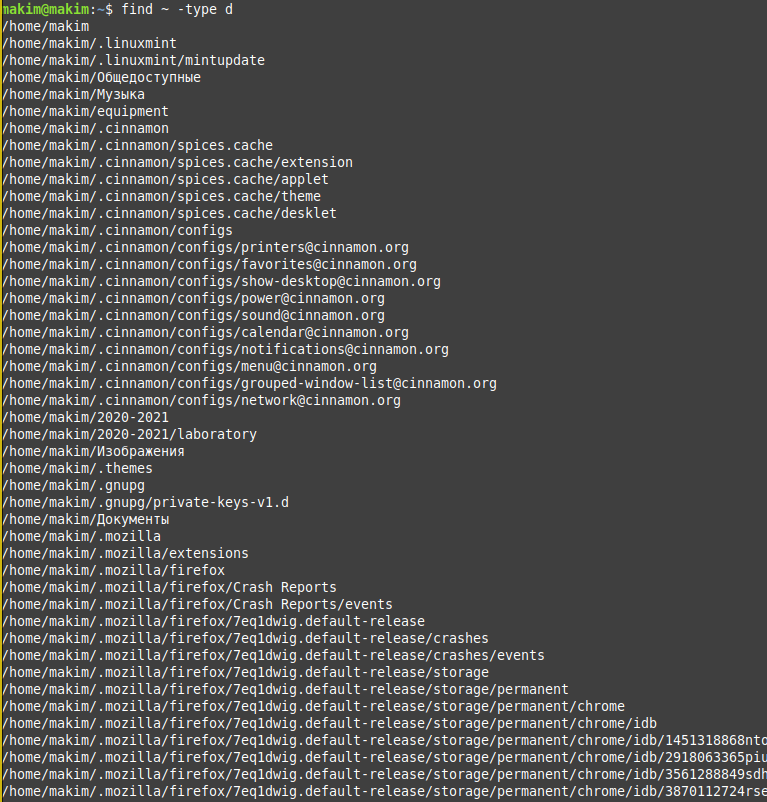 makim@makim:~$ find ~ -type d
/home/makim
/home/makim/.linuxmint
/home/makim/.linuxmint/mintupdate
/home/makim/Общедоступные
/home/makim/Музыка
/home/makim/equipment
/home/makim/.cinnamon
/home/makim/.cinnamon/spices.cache
/home/makim/.cinnamon/spices.cache/extension
/home/makim/.cinnamon/spices.cache/applet
/home/makim/.cinnamon/spices.cache/theme
/home/makim/.cinnamon/spices.cache/desklet
/home/makim/.cinnamon/configs
/home/makim/.cinnamon/configs/printers@cinnamon.org
/home/makim/.cinnamon/configs/favorites@cinnamon.org
/home/makim/.cinnamon/configs/show-desktop@cinnamon.org
/home/makim/.cinnamon/configs/power@cinnamon.org
/home/makim/.cinnamon/configs/sound@cinnamon.org
/home/makim/.cinnamon/configs/calendar@cinnamon.org
/home/makim/.cinnamon/configs/notifications@cinnamon.org
/home/makim/.cinnamon/configs/menu@cinnamon.org
/home/makim/.cinnamon/configs/grouped-window-list@cinnamon.org
/home/makim/.cinnamon/configs/network@cinnamon.org
/home/makim/2020-2021
/home/makim/2020-2021/laboratory
/home/makim/Изображения
/home/makim/.themes
/home/makim/.gnupg
/home/makim/.gnupg/private-keys-v1.d
/home/makim/Документы
/home/makim/.mozilla
/home/makim/.mozilla/extensions
/home/makim/.mozilla/firefox
/home/makim/.mozilla/firefox/Crash Reports
/home/makim/.mozilla/firefox/Crash Reports/events
/home/makim/.mozilla/firefox/7eq1dwig.default-release
/home/makim/.mozilla/firefox/7eq1dwig.default-release/crashes
/home/makim/.mozilla/firefox/7eq1dwig.default-release/crashes/events
/home/makim/.mozilla/firefox/7eq1dwig.default-release/storage
/home/makim/.mozilla/firefox/7eq1dwig.default-release/storage/permanent
/home/makim/.mozilla/firefox/7eq1dwig.default-release/storage/permanent/chrome
/home/makim/.mozilla/firefox/7eq1dwig.default-release/storage/permanent/chrome/idb
/home/makim/.mozilla/firefox/7eq1dwig.default-release/storage/permanent/chrome/idb/1451318868nto
/home/makim/.mozilla/firefox/7eq1dwig.default-release/storage/permanent/chrome/idb/2918063365piu
/home/makim/.mozilla/firefox/7eq1dwig.default-release/storage/permanent/chrome/idb/3561288849sdh
/home/makim/.mozilla/firefox/7eq1dwig.default-release/storage/permanent/chrome/idb/3870112724rse